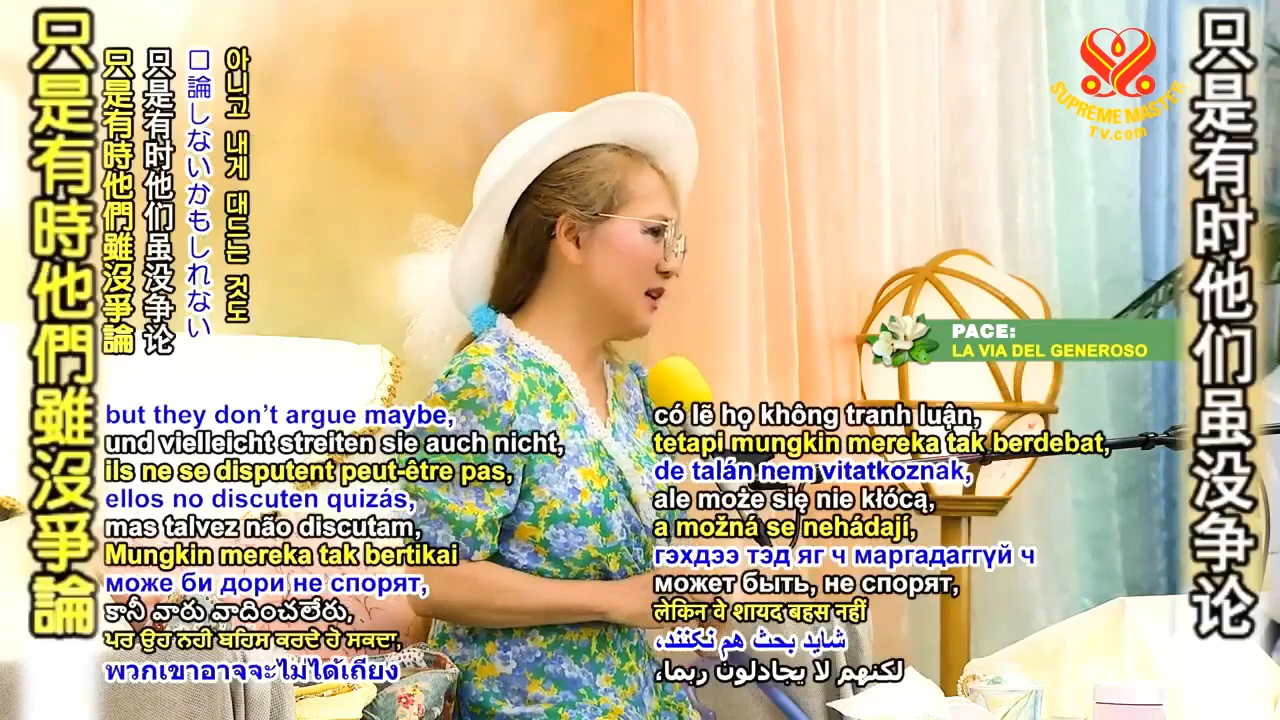 只是有時他們雖沒爭論
只是有時他們雖沒爭論
只是有时他们虽没争论
口論しないかもしれない
아니고 내게 대드는 것도
SUPREME MASTER
TV.com
只是有时他们虽没争论
PACE:
LA VIA DEL GENEROSO
but they don’t argue maybe,
und vielleicht streiten sie auch nicht,
ils ne se disputent peut-être pas,
ellos no discuten quizás,
mas talvez não discutam,
Mungkin mereka tak bertikai
може би дори не спорят,
కానీ వారు వాదించలేరు,
ਪਰ ਉਹ ਨਹੀ ਬਹਿਸ ਕਰਦੇ ਹੋ ਸਕਦਾ,
พวกเขาอาจจะไม่ได้เถียง
có lẽ họ không tranh luận,
tetapi mungkin mereka tak berdebat,
de talán nem vitatkoznak,
ale może się nie kłócą,
a možná se nehádají,
гэхдээ тэд яг ч маргадаггүй ч
может быть, не спорят,
लेकिन वे शायद बहस नहीं
شاید بحث هم نکنند،
لكنهم لا يجادلون ربما،